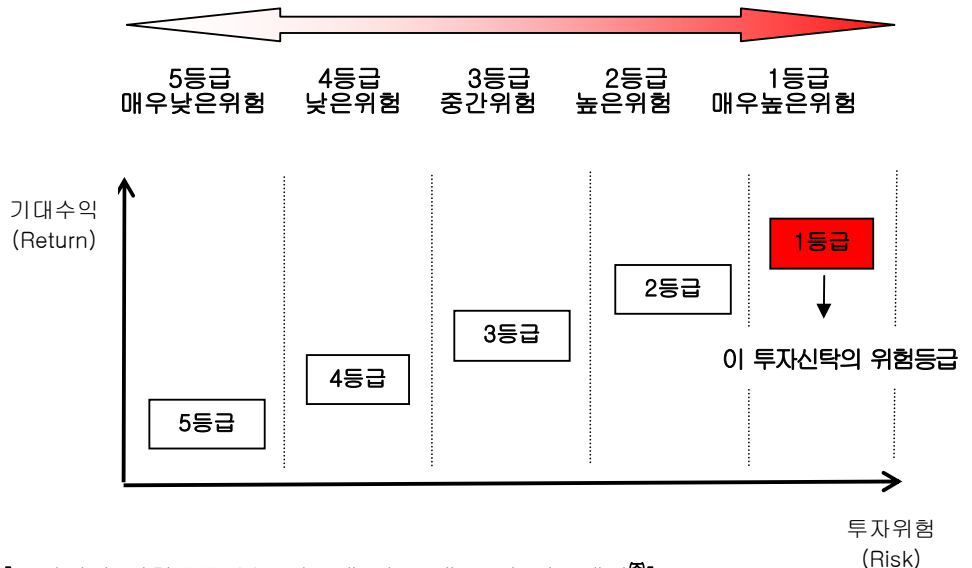 5등급 4등급 3등급 2등급 1등급
매우낮은위험 낮은위험 중간위험 높은위험 매우높은위험
기대수익
(Return)
1등급
2등급
3등급
이 투자신탁의 위험등급
4등급
5등급
투자위험
(Risk)